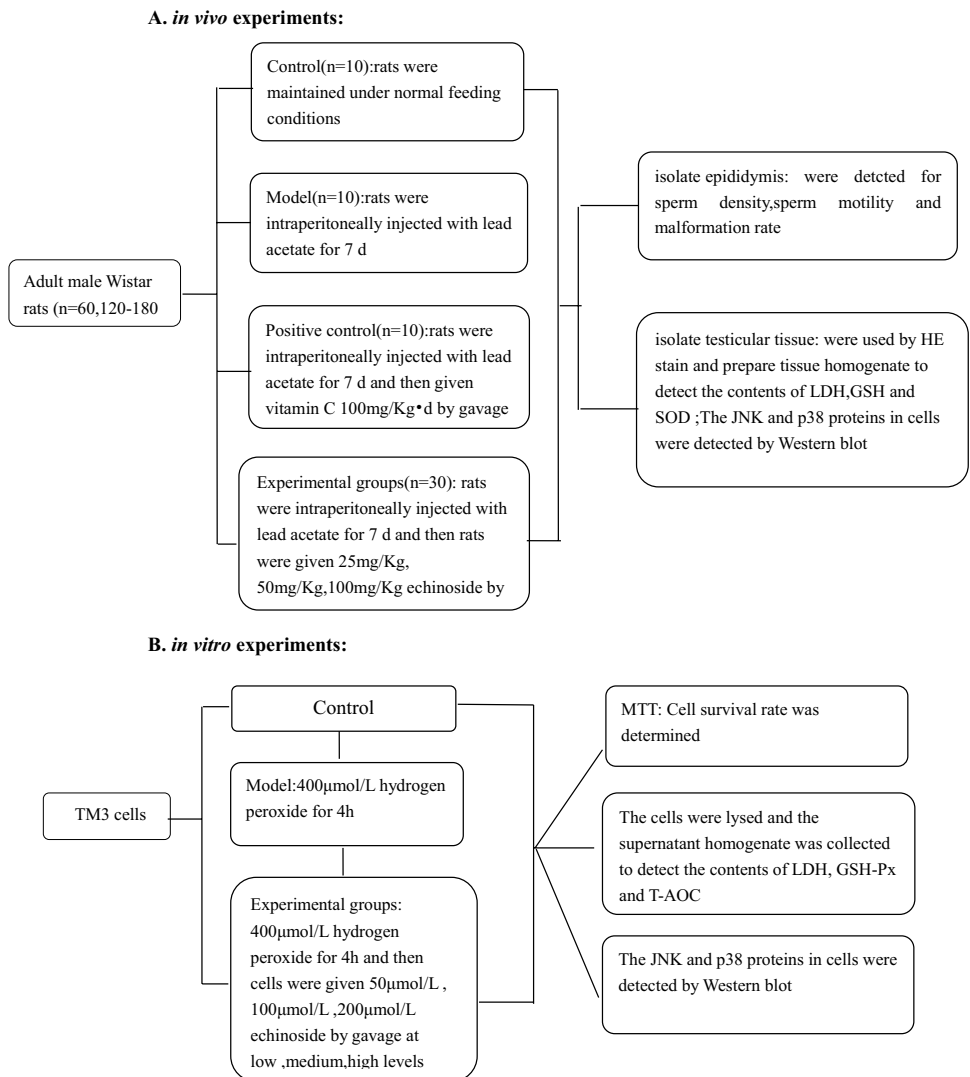 A. in vivo experiments:
Control(n=10):rats were
maintained under normal feeding
conditions
Model(n=10):rats were
intraperitoneally injected with lead
acetate for 7 d
Adult male Wistar
rats (n=60,120-180
Positive control(n=10):rats were
intraperitoneally injected with lead
acetate for 7 d and then given
vitamin C 100mg/Kg•d by gavage
Experimental groups(n=30): rats
were intraperitoneally injected with
lead acetate for 7 d and then rats
were given 25mg/Kg,
50mg/Kg,100mg/Kg echinoside by
isolate epididymis: were detcted for
sperm density,sperm motility and
malformation rate
isolate testicular tissue: were used by HE
stain and prepare tissue homogenate to
detect the contents of LDH,GSH and
SOD ;The JNK and p38 proteins in cells
were detected by Western blot
B. in vitro experiments:
Control
Model:400μmol/L hydrogen
peroxide for 4h
TM3 cells
Experimental groups:
400μmol/L hydrogen
peroxide for 4h and then
cells were given 50μmol/L ,
100μmol/L ,200μmol/L
echinoside by gavage at
low ,medium,high levels
MTT: Cell survival rate was
determined
The cells were lysed and the
supernatant homogenate was collected
to detect the contents of LDH, GSH-Px
and T-AOC
The JNK and p38 proteins in cells were
detected by Western blot